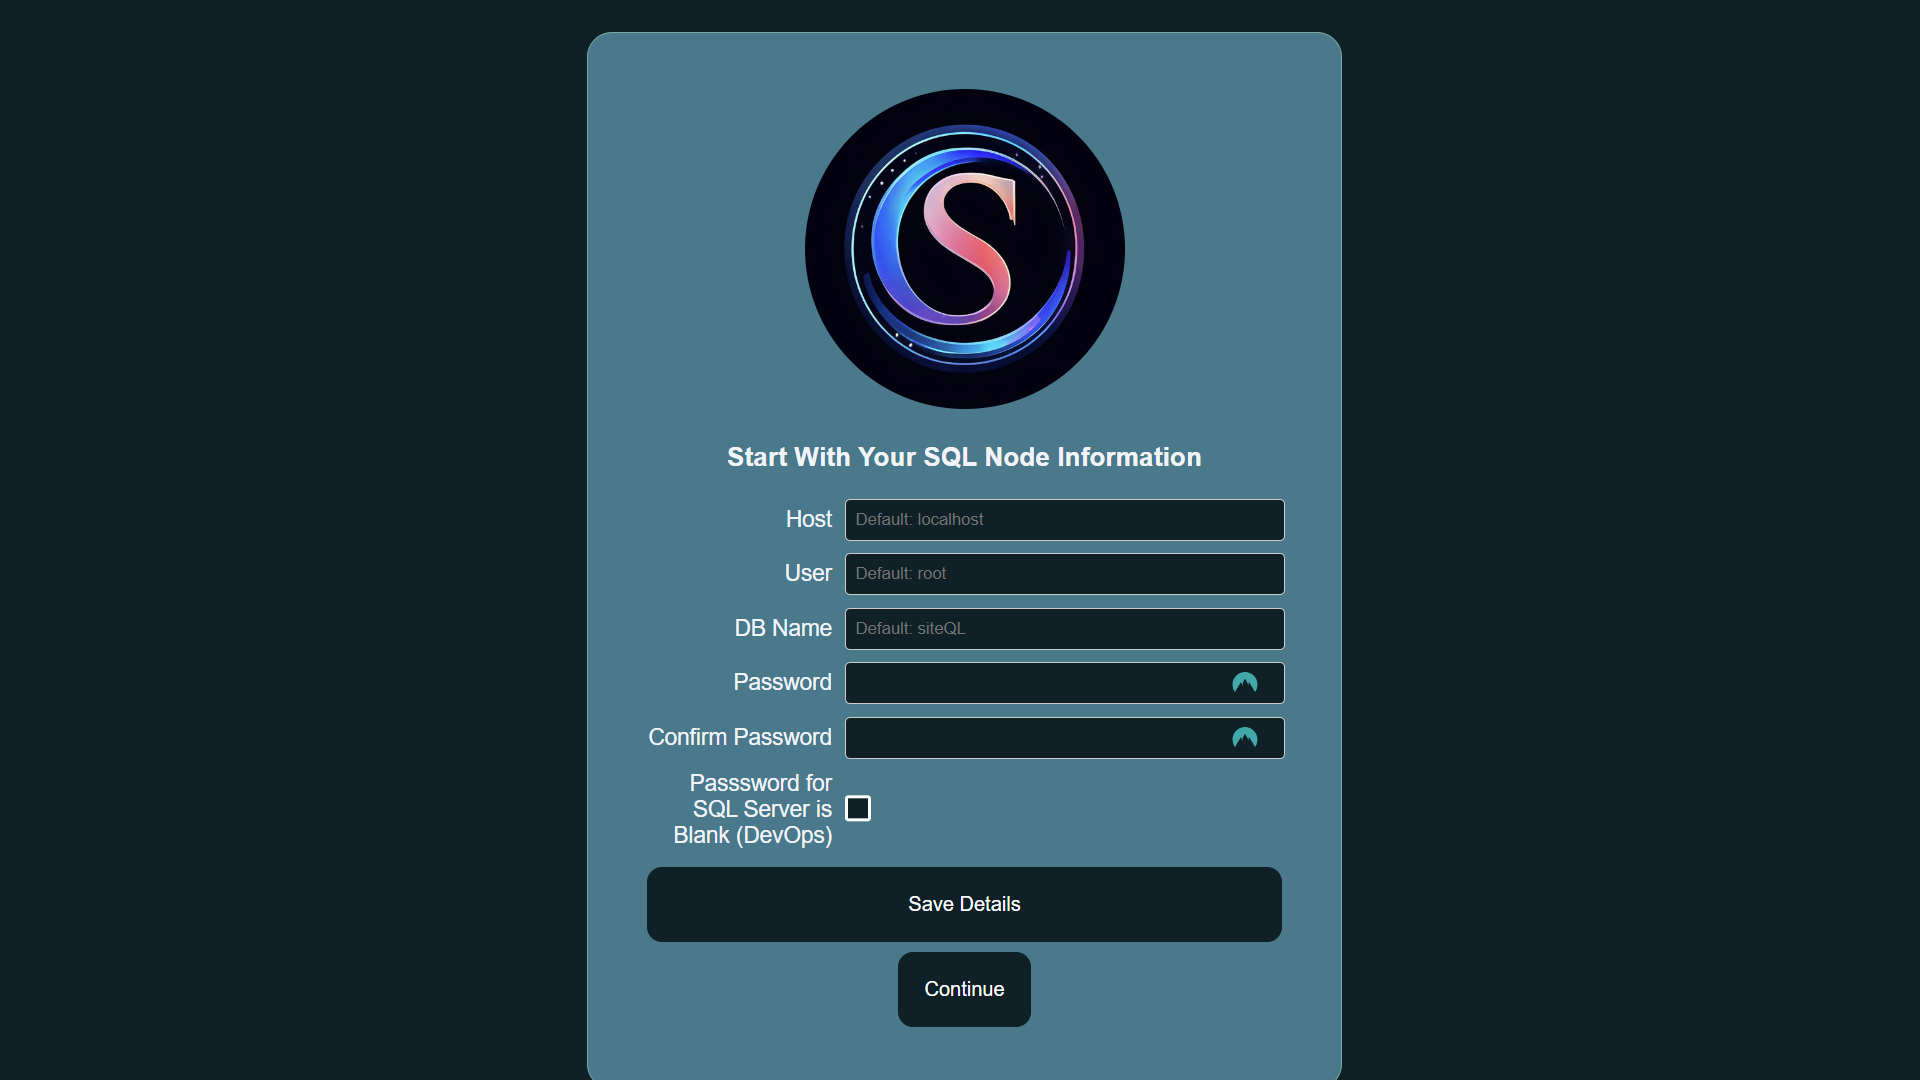 S
Start With Your SQL Node Information
Host
Default: localhost
User
Default: root
DB Name
Default: siteQL
Password
Confirm Password
Passsword for
SQL Server is
Blank (DevOps)
Save Details
Continue